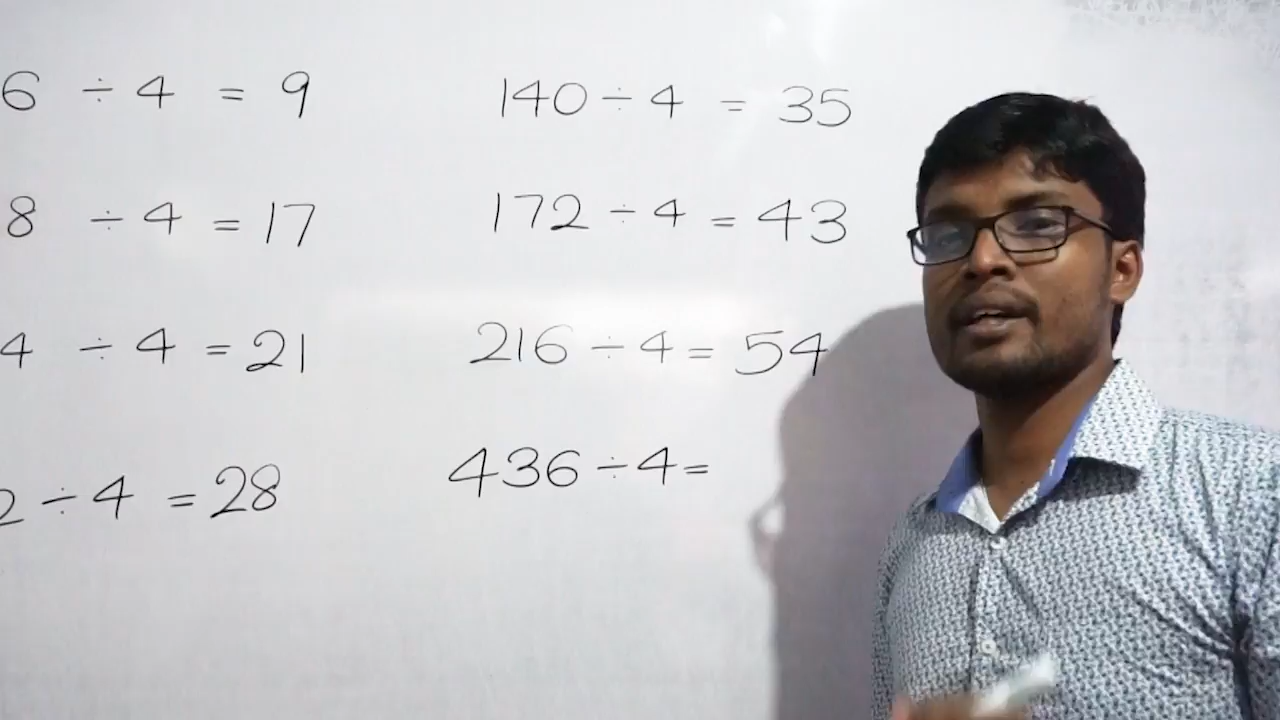 6 ÷ 4 = 9
8 ÷ 4 = 17
4 ÷ 4 = 21
2 ÷ 4 = 28
140 ÷ 4 = 35
172 ÷ 4 = 43
216 ÷ 4 = 54
436 ÷ 4 =